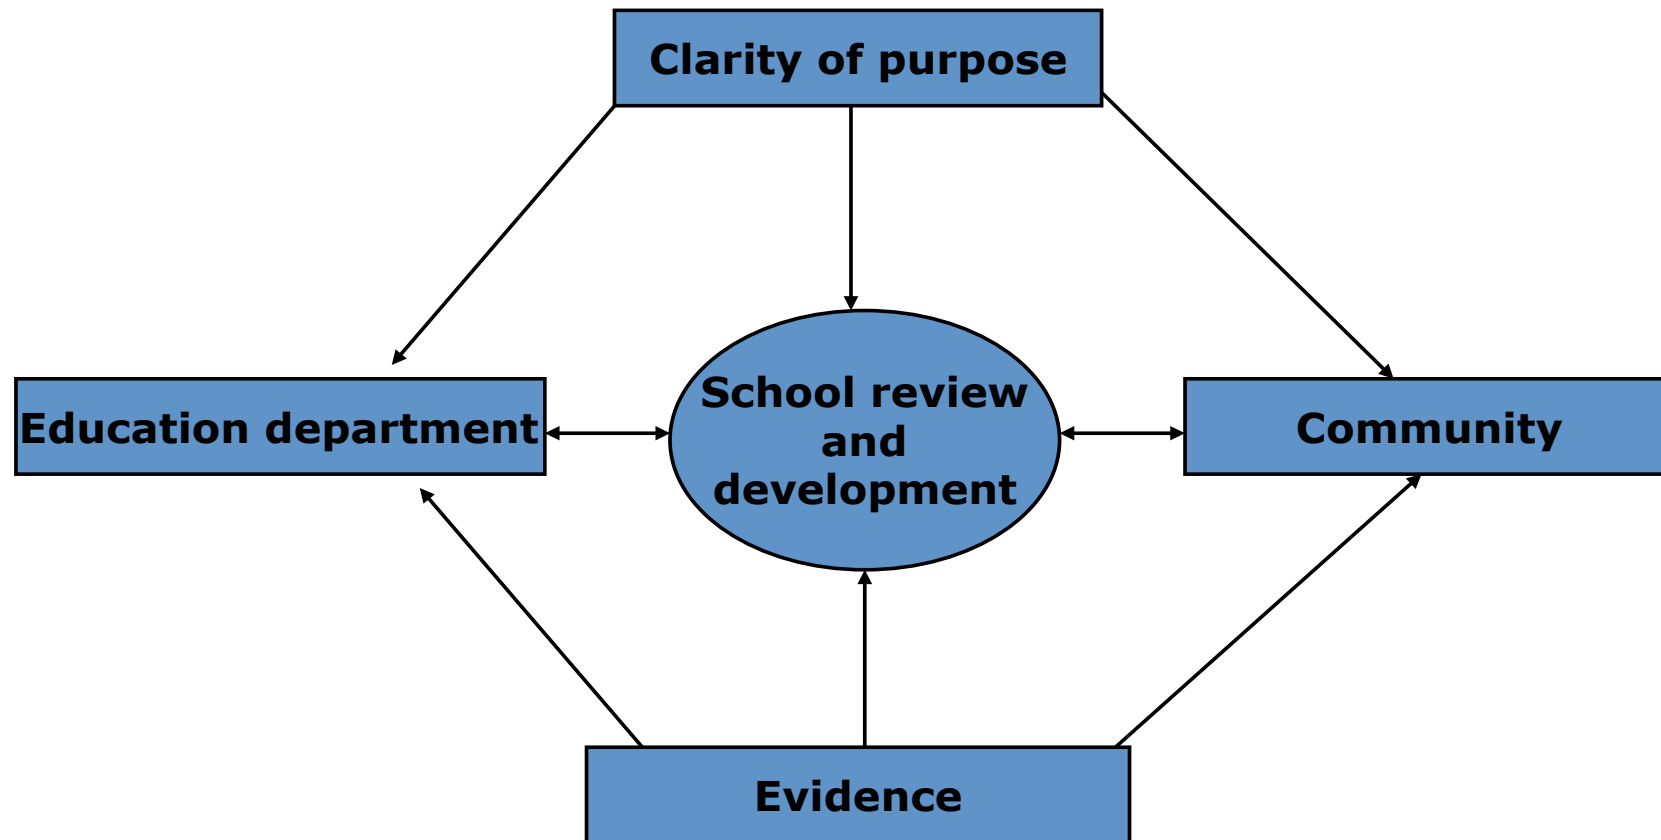 Clarity of purpose
Education department
School review
and
development
Community
Evidence